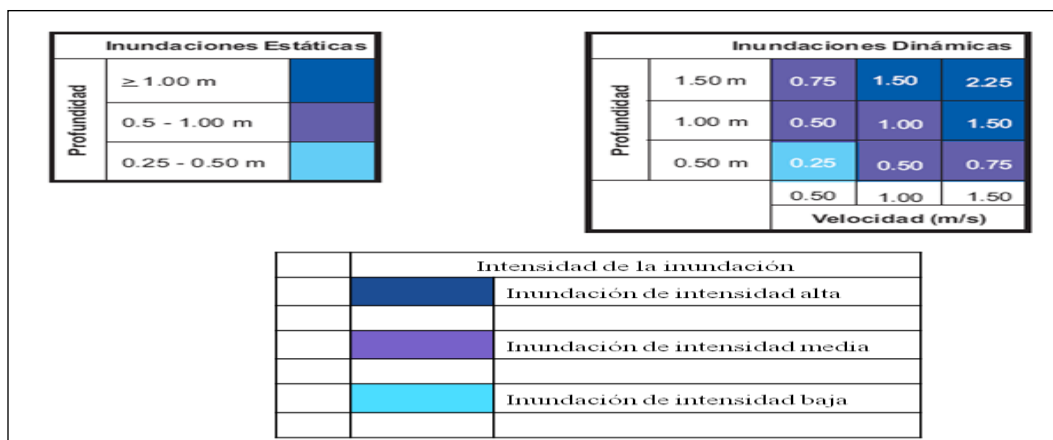 Inundaciones Estáticas
Profundidad
≥ 1.00 m
0.5 - 1.00 m
0.25 - 0.50 m
Inundaciones Dinámicas
Profundidad
1.50 m 0.75 1.50 2.25
1.00 m 0.50 1.00 1.50
0.50 m 0.25 0.50 0.75
0.50 1.00 1.50
Velocidad (m/s)
Intensidad de la inundación
Inundación de intensidad alta
Inundación de intensidad media
Inundación de intensidad baja